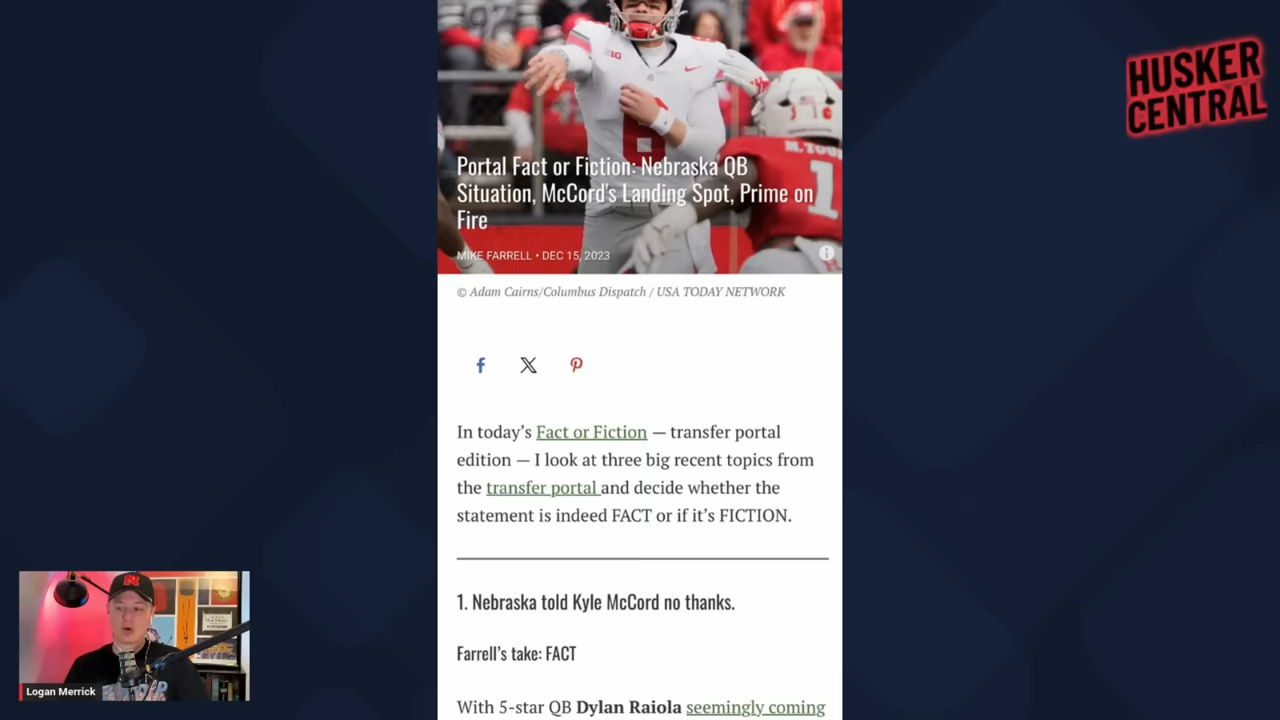 HUSKER
CENTRAL
Portal Fact or Fiction: Nebraska QB
Situation, McCord's Landing Spot, Prime on
Fire
MIKE FARRELL • DEC 15, 2023
© Adam Cairns/Columbus Dispatch / USA TODAY NETWORK
In today's Fact or Fiction — transfer portal
edition — I look at three big recent topics from
the transfer portal and decide whether the
statement is indeed FACT or if it's FICTION.
1. Nebraska told Kyle McCord no thanks.
Farrell's take: FACT
With 5-star QB Dylan Raiola seemingly coming
Logan Merrick
6
1
N